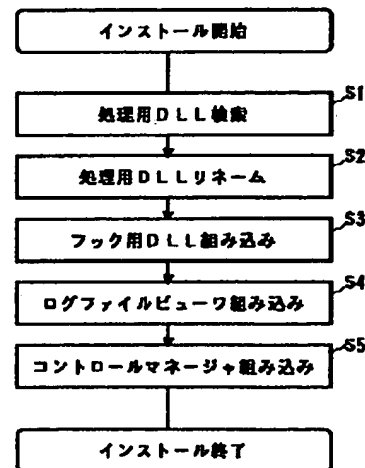 インストール開始
S1
処理用DLL検索
S2
処理用DLLリネーム
S3
フック用DLL組み込み
S4
ログファイルビューワ組み込み
S5
コントロールマネージャ組み込み
インストール終了